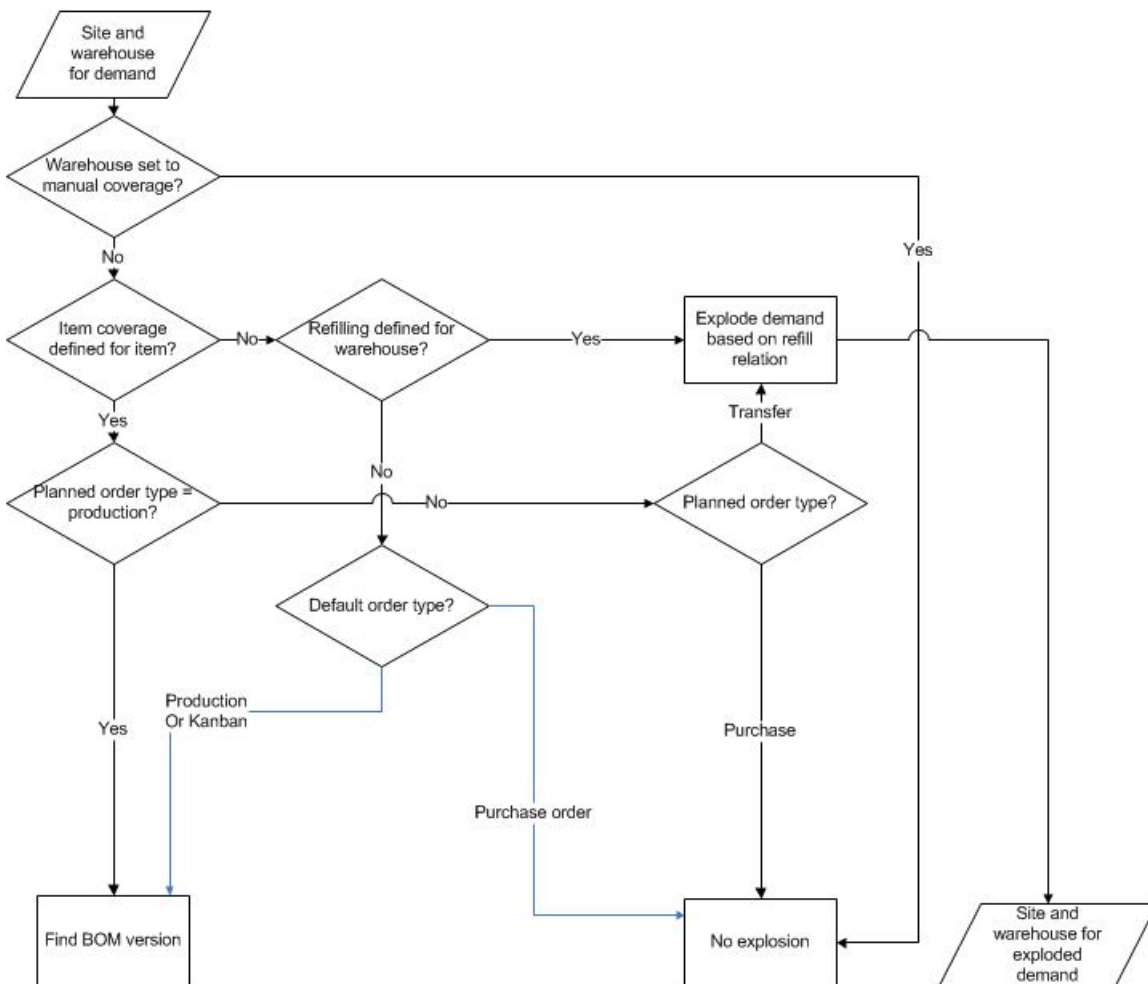 Site and
warehouse
for demand
Warehouse set to
manual coverage?
Yes
No
Item coverage
defined for item?
No
Refilling defined for
warehouse?
Yes
Explode demand
based on refill
relation
Yes
Transfer
No
Planned order type =
production?
No
Planned order type?
Default order type?
Production
Or Kanban
Yes
Purchase
Purchase order
Find BOM version
No explosion
Site and
warehouse for
exploded
demand